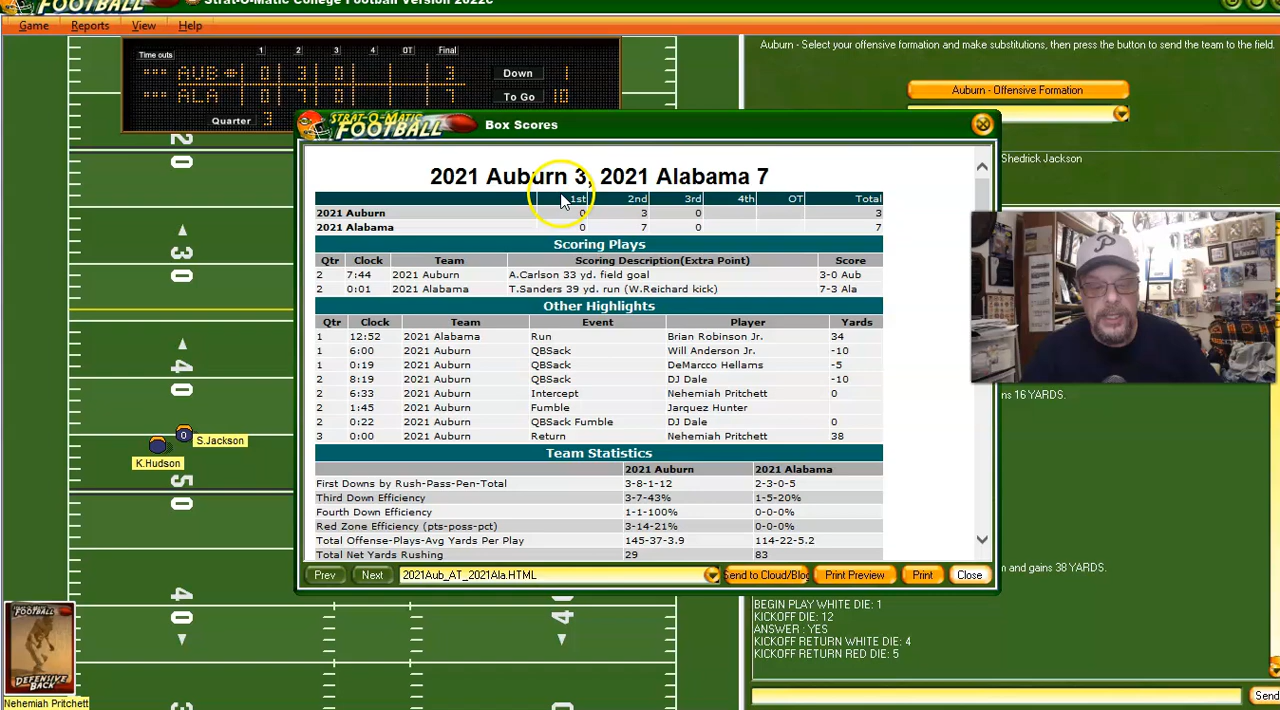 FOOTBALL
Strat-O-Matic College Football Version 2022c
Game Reports View Help
Time outs 1 2 3 4 OT Final
AUB 0 3 0 3 Down 1
ALA 0 7 0 7 To Go 10
Quarter 3
Auburn - Select your offensive formation and make substitutions, then press the button to send the team to the field.
Auburn - Offensive Formation
Shedrick Jackson
STRAT-O-MATIC
FOOTBALL
Box Scores
2021 Auburn 3, 2021 Alabama 7
1st 2nd 3rd 4th OT Total
2021 Auburn 0 3 0 3
2021 Alabama 0 7 0 7
Scoring Plays
Qtr Clock Team Scoring Description(Extra Point) Score
2 7:44 2021 Auburn A.Carlson 33 yd. field goal 3-0 Aub
2 0:01 2021 Alabama T.Sanders 39 yd. run (W.Reichard kick) 7-3 Ala
Other Highlights
Qtr Clock Team Event Player Yards
1 12:52 2021 Alabama Run Brian Robinson Jr. 34
1 6:00 2021 Auburn QBSack Will Anderson Jr. -10
1 0:19 2021 Auburn QBSack DeMarcco Hellams -5
2 8:19 2021 Auburn QBSack DJ Dale -10
2 6:33 2021 Auburn Intercept Nehemiah Pritchett 0
2 1:45 2021 Auburn Fumble Jarquez Hunter
2 0:22 2021 Auburn QBSack Fumble DJ Dale 0
3 0:00 2021 Auburn Return Nehemiah Pritchett 38
Team Statistics
2021 Auburn 2021 Alabama
First Downs by Rush-Pass-Pen-Total 3-8-1-12 2-3-0-5
Third Down Efficiency 3-7-43% 1-5-20%
Fourth Down Efficiency 1-1-100% 0-0-0%
Red Zone Efficiency (pts-poss-pct) 3-14-21% 0-0-0%
Total Offense-Plays-Avg Yards Per Play 145-37-3.9 114-22-5.2
Total Net Yards Rushing 29 83
Prev Next 2021Aub_AT_2021Ala.HTML Send to Cloud/Blog Print Preview Print Close
20
30
40
50
40
40
S.Jackson
K.Hudson
0
P
ns 16 YARDS.
n and gains 38 YARDS.
BEGIN PLAY WHITE DIE: 1
KICKOFF DIE: 12
ANSWER : YES
KICKOFF RETURN WHITE DIE: 4
KICKOFF RETURN RED DIE: 5
Send
FOOTBALL
DEFENSIVE
BACK
Nehemiah Pritchett